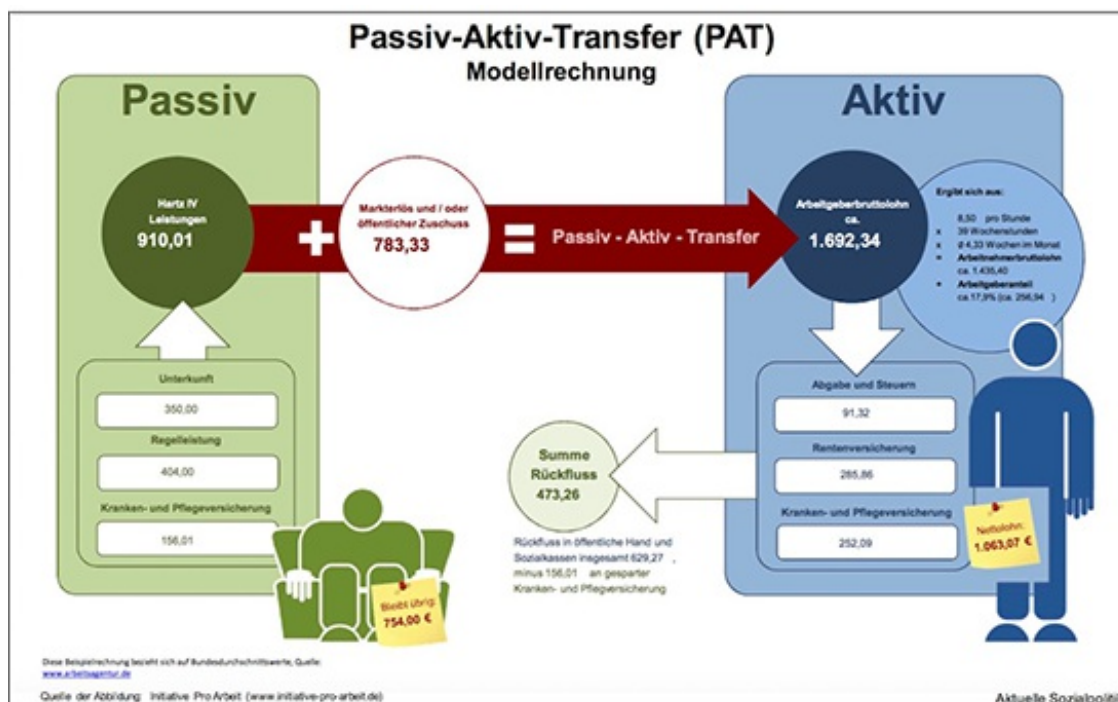 Passiv-Aktiv-Transfer (PAT)
Modellrechnung
Passiv
Hartz IV
Leistungen
910,01
+
Markterlös und / oder
öffentlicher Zuschuss
783,33
=
Passiv - Aktiv - Transfer
Aktiv
Arbeitgeberbruttolohn
ca.
1.692,34
Ergibt sich aus:
8,50 pro Stunde
x 39 Wochenstunden
x ø 4,33 Wochen im Monat
= Arbeitnehmerbruttolohn
ca. 1.435,40
+ Arbeitgeberanteil
ca.17,9% (ca. 256,94 )
Unterkunft
350,00
Regelleistung
404,00
Kranken- und Pflegeversicherung
156,01
Bleibt übrig:
754,00 €
Summe
Rückfluss
473,26
Rückfluss in öffentliche Hand und
Sozialkassen insgesamt 629,27 ,
minus 156,01 an gesparter
Kranken- und Pflegversicherung
Abgabe und Steuern
91,32
Rentenversicherung
285,86
Kranken- und Pflegeversicherung
252,09
Nettolohn:
1.063,07 €
Diese Beispielrechnung bezieht sich auf Bundesdurchschnittswerte, Quelle:
www.arbeitsagentur.de
Quelle der Abbildung: Initiative Pro Arbeit (www.initiative-pro-arbeit.de)
Aktuelle Sozialpoliti